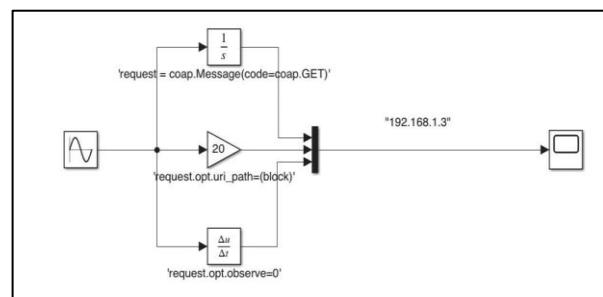 1
s
'request = coap.Message(code=coap.GET)'
"192.168.1.3"
20
'request.opt.uri_path=(block)'
Δu
Δt
'request.opt.observe=0'